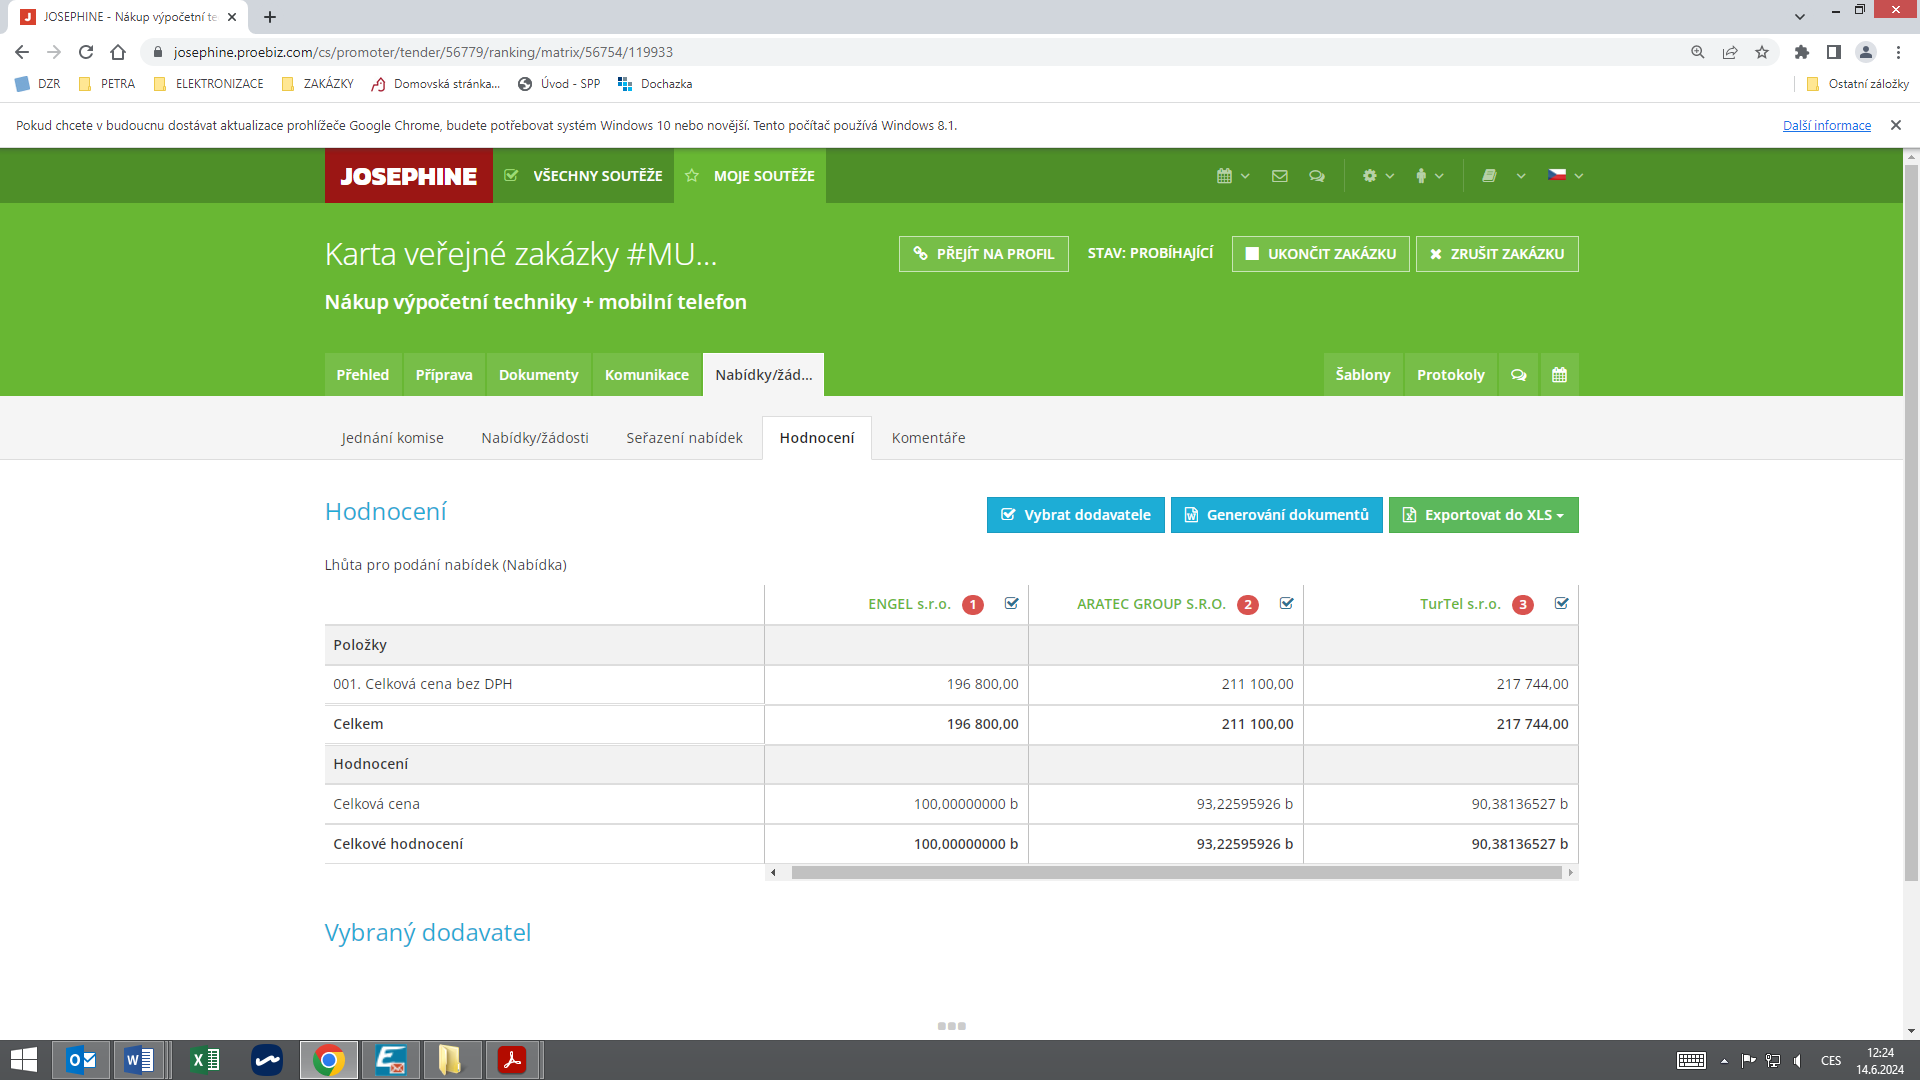 JOSEPHINE - Nákup výpočetní te
josephine.proebiz.com/cs/promoter/tender/56779/ranking/matrix/56754/119933
DZR PETRA ELEKTRONIZACE ZAKÁZKY Domovská stránka... Úvod - SPP Dochazka Ostatní záložky
Pokud chcete v budoucnu dostávat aktualizace prohlížeče Google Chrome, budete potřebovat systém Windows 10 nebo novější. Tento počítač používá Windows 8.1. Další informace
JOSEPHINE VŠECHNY SOUTĚŽE MOJE SOUTĚŽE
Karta veřejné zakázky #MU... PŘEJÍT NA PROFIL STAV: PROBÍHAJÍCÍ UKONČIT ZAKÁZKU ZRUŠIT ZAKÁZKU
Nákup výpočetní techniky + mobilní telefon
Přehled Příprava Dokumenty Komunikace Nabídky/žád... Šablony Protokoly
Jednání komise Nabídky/žádosti Seřazení nabídek Hodnocení Komentáře
Hodnocení Vybrat dodavatele Generování dokumentů Exportovat do XLS
Lhůta pro podání nabídek (Nabídka)
ENGEL s.r.o. 1 ARATEC GROUP S.R.O. 2 TurTel s.r.o. 3
Položky
001. Celková cena bez DPH 196 800,00 211 100,00 217 744,00
Celkem 196 800,00 211 100,00 217 744,00
Hodnocení
Celková cena 100,00000000 b 93,22595926 b 90,38136527 b
Celkové hodnocení 100,00000000 b 93,22595926 b 90,38136527 b
Vybraný dodavatel
CES 12:24
14.6.2024